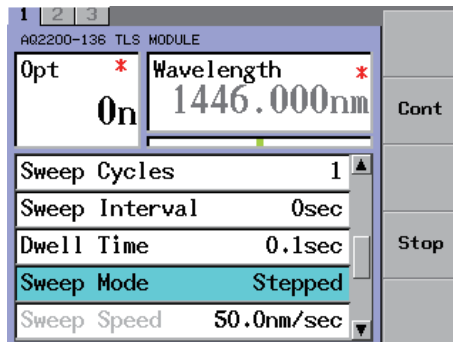 1 2 3
AQ2200-136 TLS MODULE
Opt * Wavelength *
On 1446.000nm
Cont
Sweep Cycles 1
Sweep Interval 0sec
Dwell Time 0.1sec
Stop
Sweep Mode Stepped
Sweep Speed 50.0nm/sec